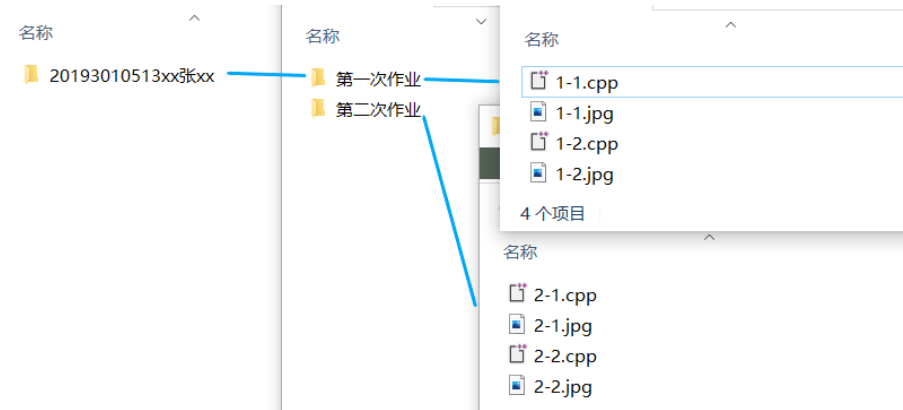 名称
20193010513xx张xx
名称
第一次作业
第二次作业
名称
1-1.cpp
1-1.jpg
1-2.cpp
1-2.jpg
4 个项目
名称
2-1.cpp
2-1.jpg
2-2.cpp
2-2.jpg